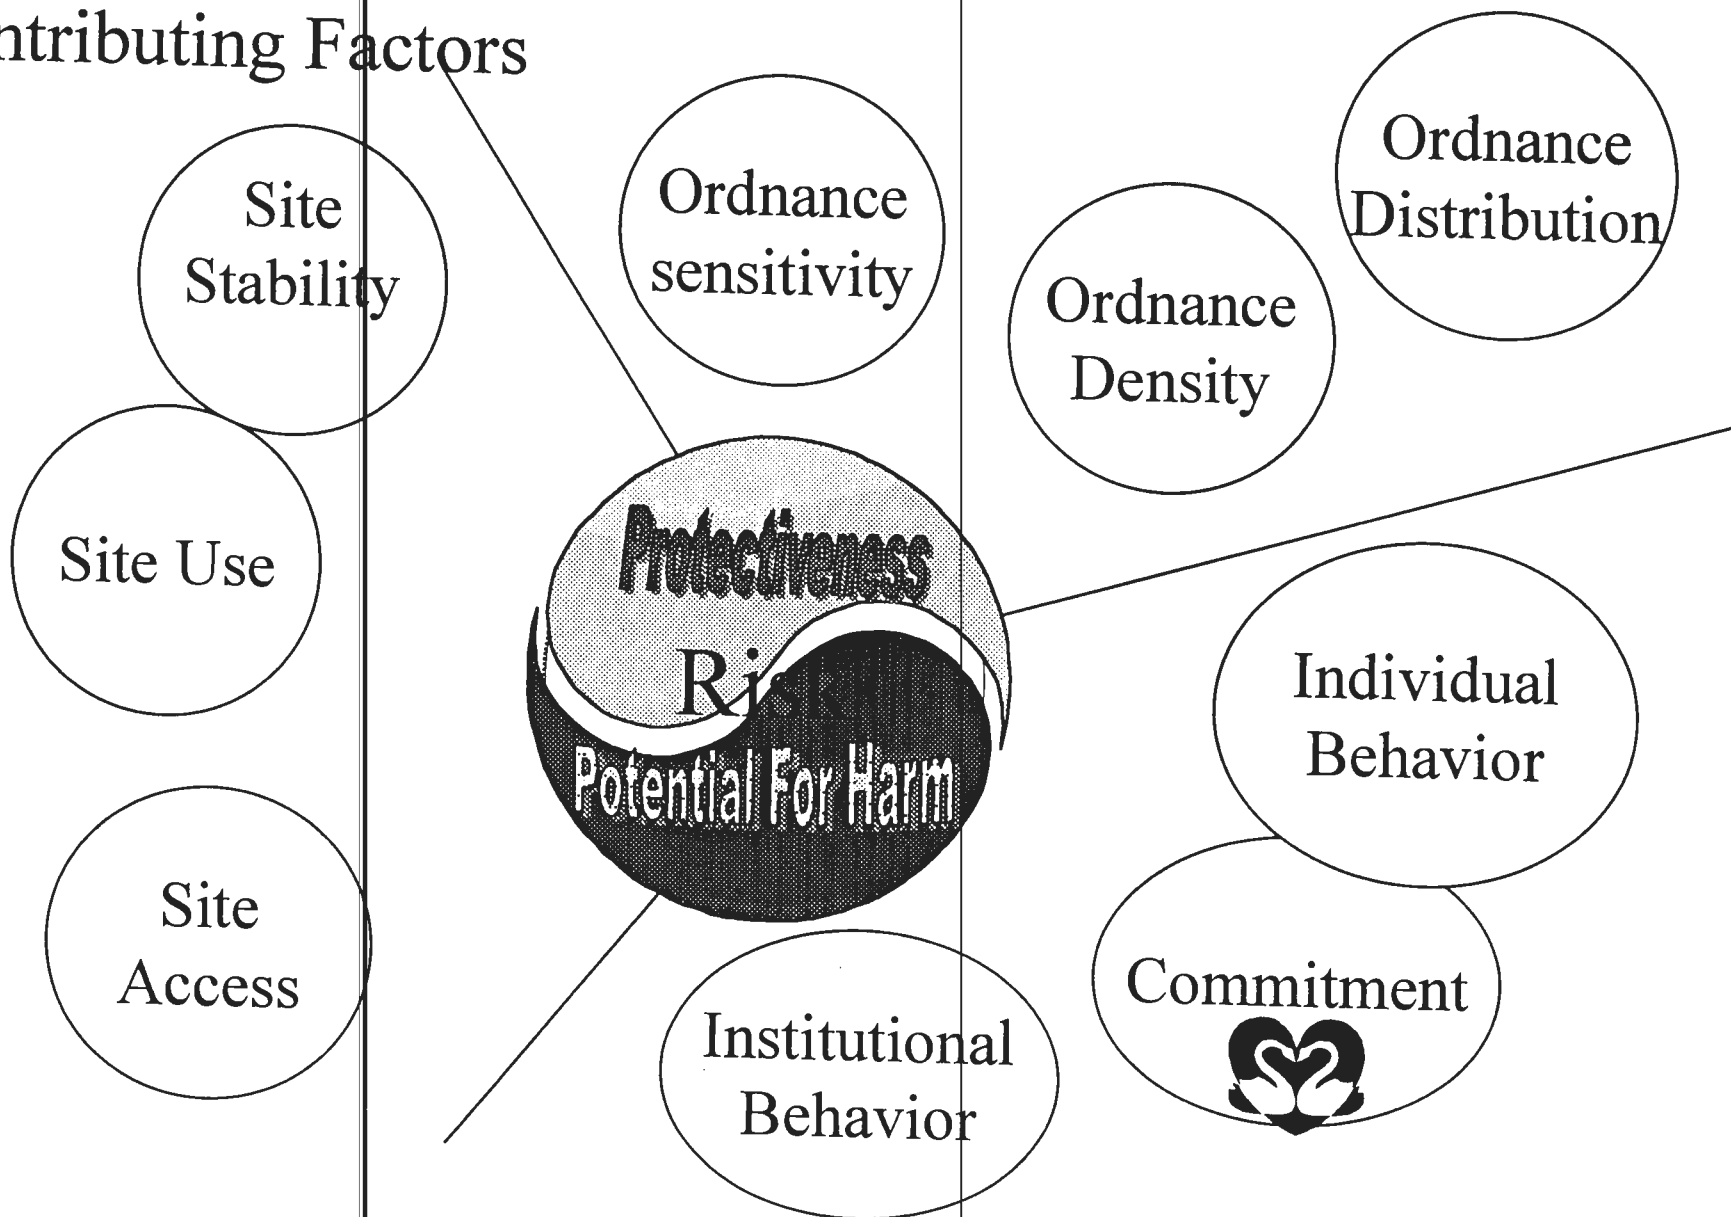 ntributing Factors
Site
Stability
Ordnance
sensitivity
Ordnance
Density
Ordnance
Distribution
Site Use
Protectiveness
Risk
Potential For Harm
Individual
Behavior
Site
Access
Commitment
Institutional
Behavior